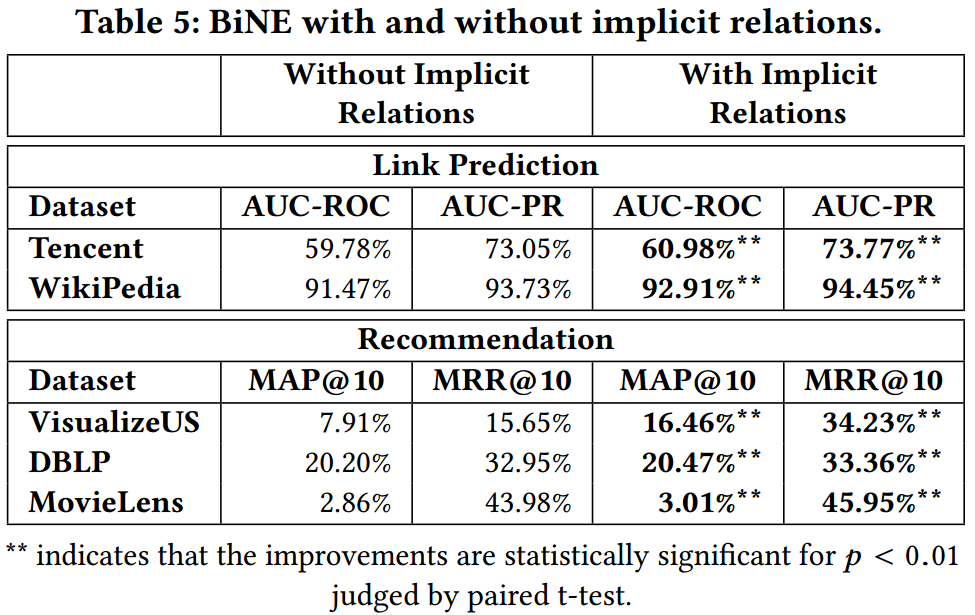 Table 5: BiNE with and without implicit relations.
Without Implicit Relations With Implicit Relations
Link Prediction
Dataset AUC-ROC AUC-PR AUC-ROC AUC-PR
Tencent 59.78% 73.05% 60.98%** 73.77%**
WikiPedia 91.47% 93.73% 92.91%** 94.45%**
Recommendation
Dataset MAP@10 MRR@10 MAP@10 MRR@10
VisualizeUS 7.91% 15.65% 16.46%** 34.23%**
DBLP 20.20% 32.95% 20.47%** 33.36%**
MovieLens 2.86% 43.98% 3.01%** 45.95%**
** indicates that the improvements are statistically significant for p < 0.01
judged by paired t-test.